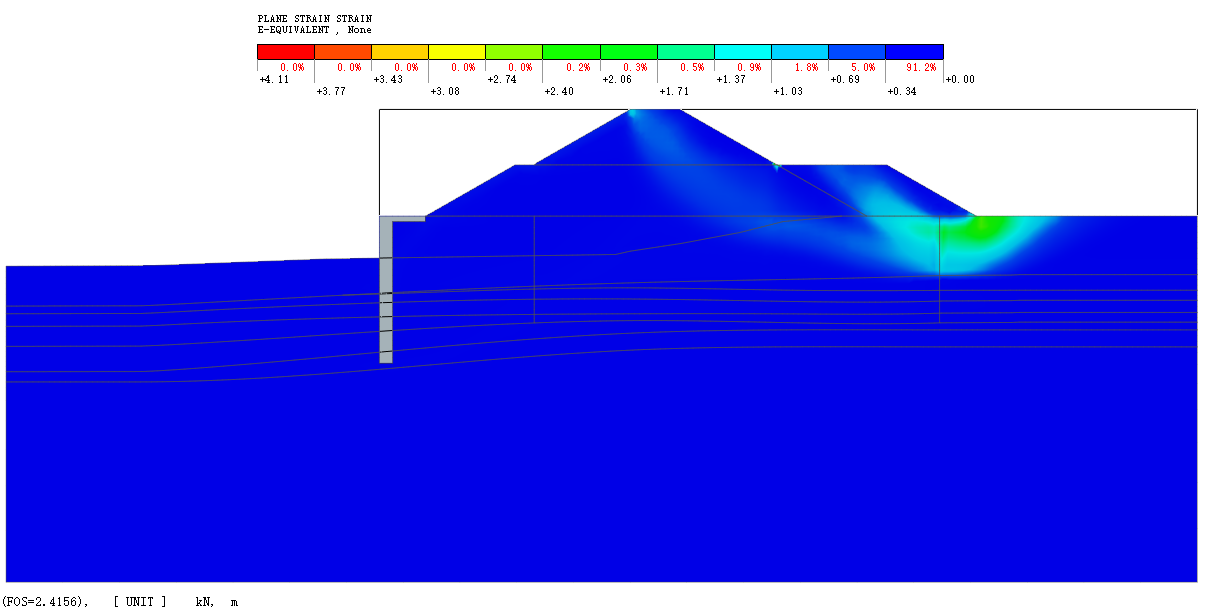 PLANE STRAIN STRAIN
E-EQUIVALENT , None
0.0% 0.0% 0.0% 0.0% 0.0% 0.2% 0.3% 0.5% 0.9% 1.8% 5.0% 91.2%
+4.11 +3.43 +2.74 +2.06 +1.37 +0.69 +0.00
+3.77 +3.08 +2.40 +1.71 +1.03 +0.34
(FOS=2.4156), [ UNIT ] kN, m